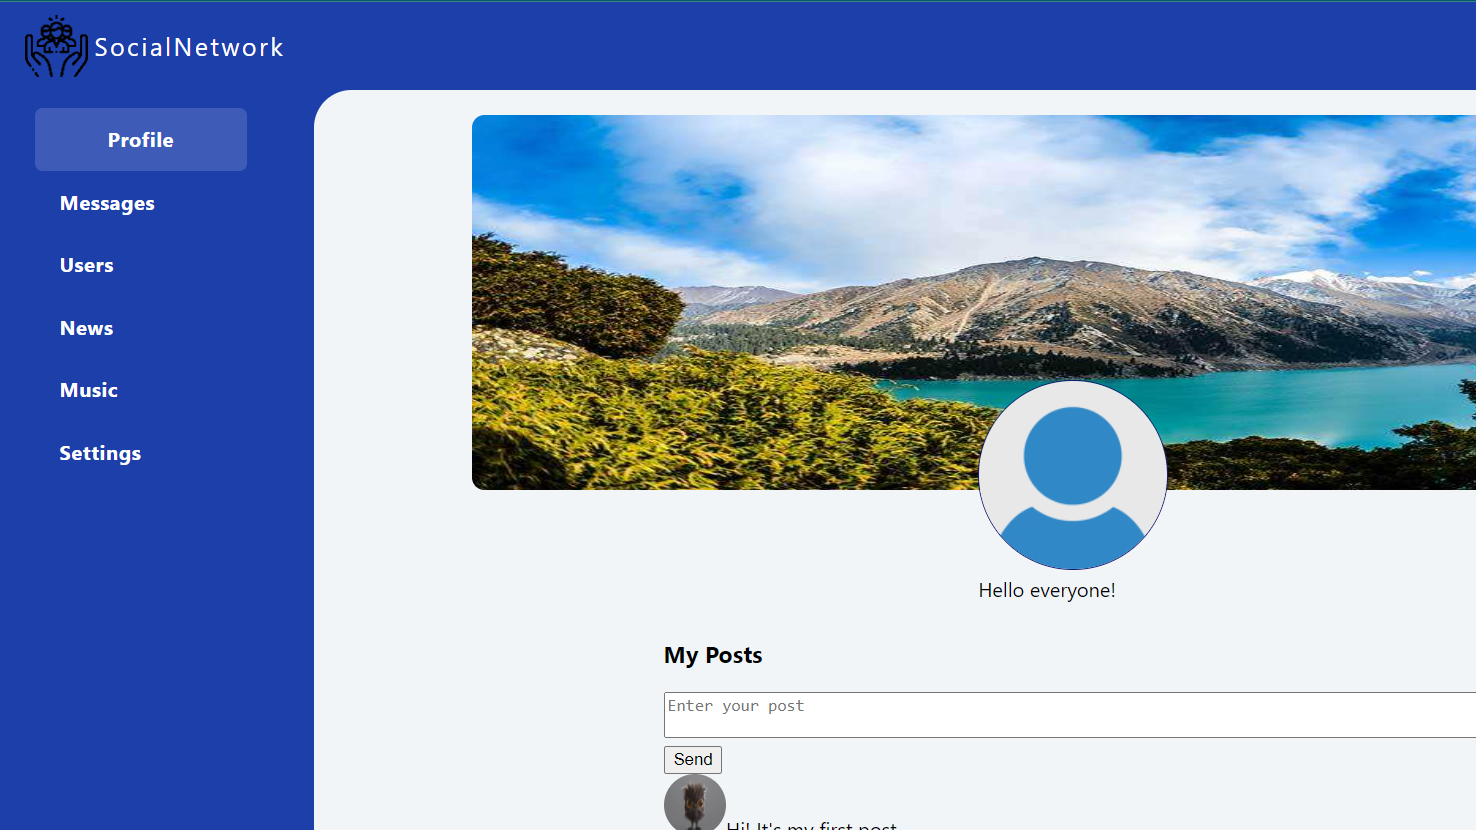 SocialNetwork
Profile
Messages
Users
News
Music
Settings
Hello everyone!
My Posts
Enter your post
Send
Hi! It's my first post